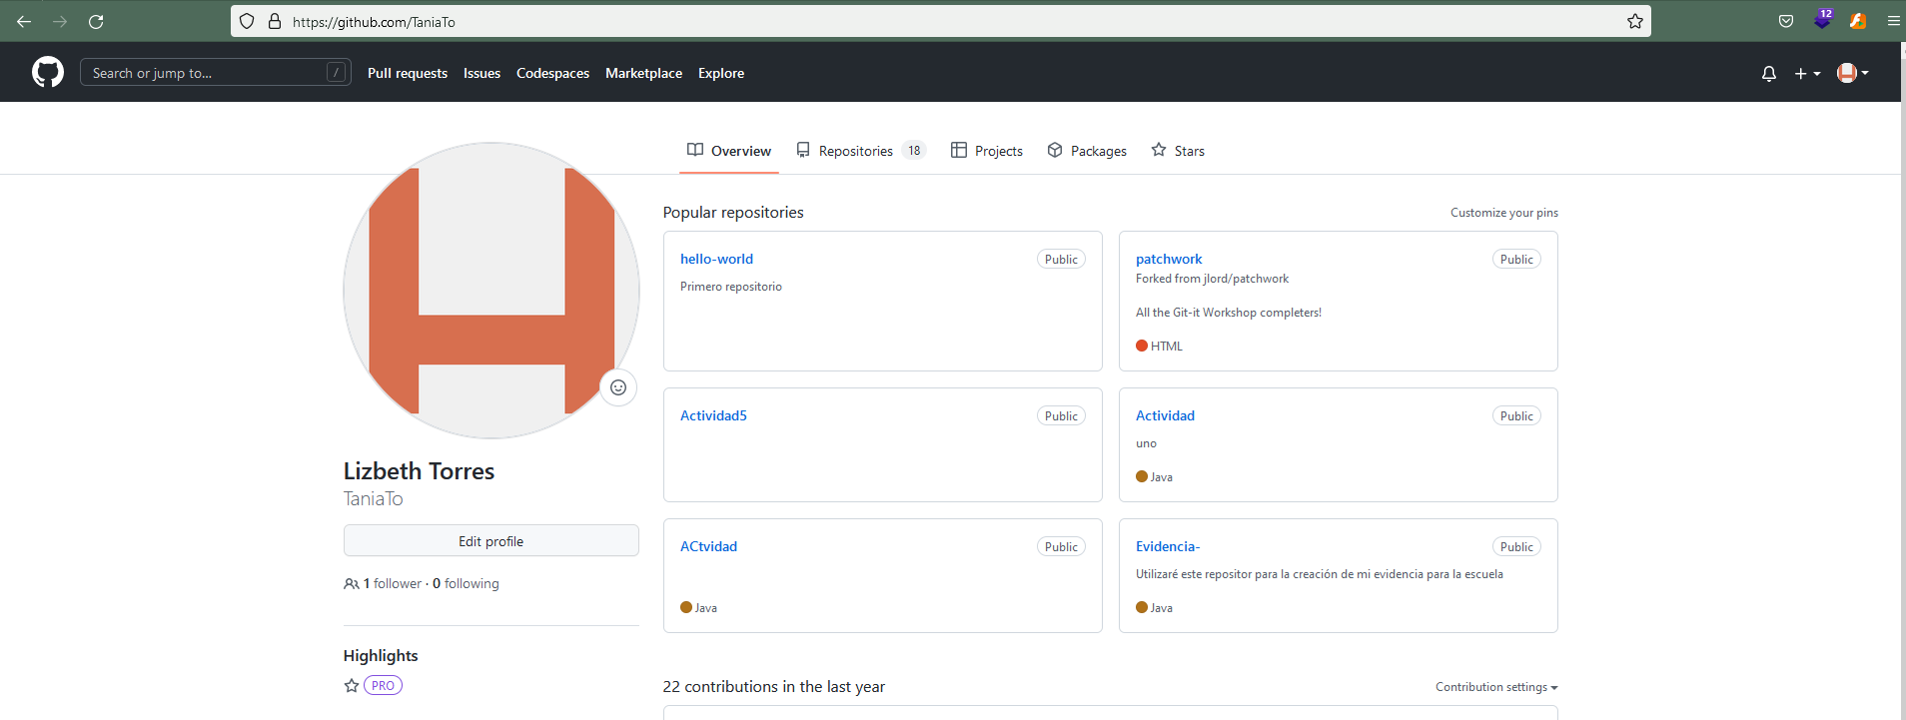 https://github.com/TaniaTo
12
Search or jump to... / Pull requests Issues Codespaces Marketplace Explore
Overview Repositories 18 Projects Packages Stars
Popular repositories Customize your pins
hello-world Public
Primero repositorio
patchwork Public
Forked from jlord/patchwork
All the Git-it Workshop completers!
HTML
Actividad5 Public
Actividad Public
uno
Java
ACtvidad Public
Java
Evidencia- Public
Utilizaré este repositor para la creación de mi evidencia para la escuela
Java
Lizbeth Torres
TaniaTo
Edit profile
1 follower · 0 following
Highlights
PRO
22 contributions in the last year Contribution settings